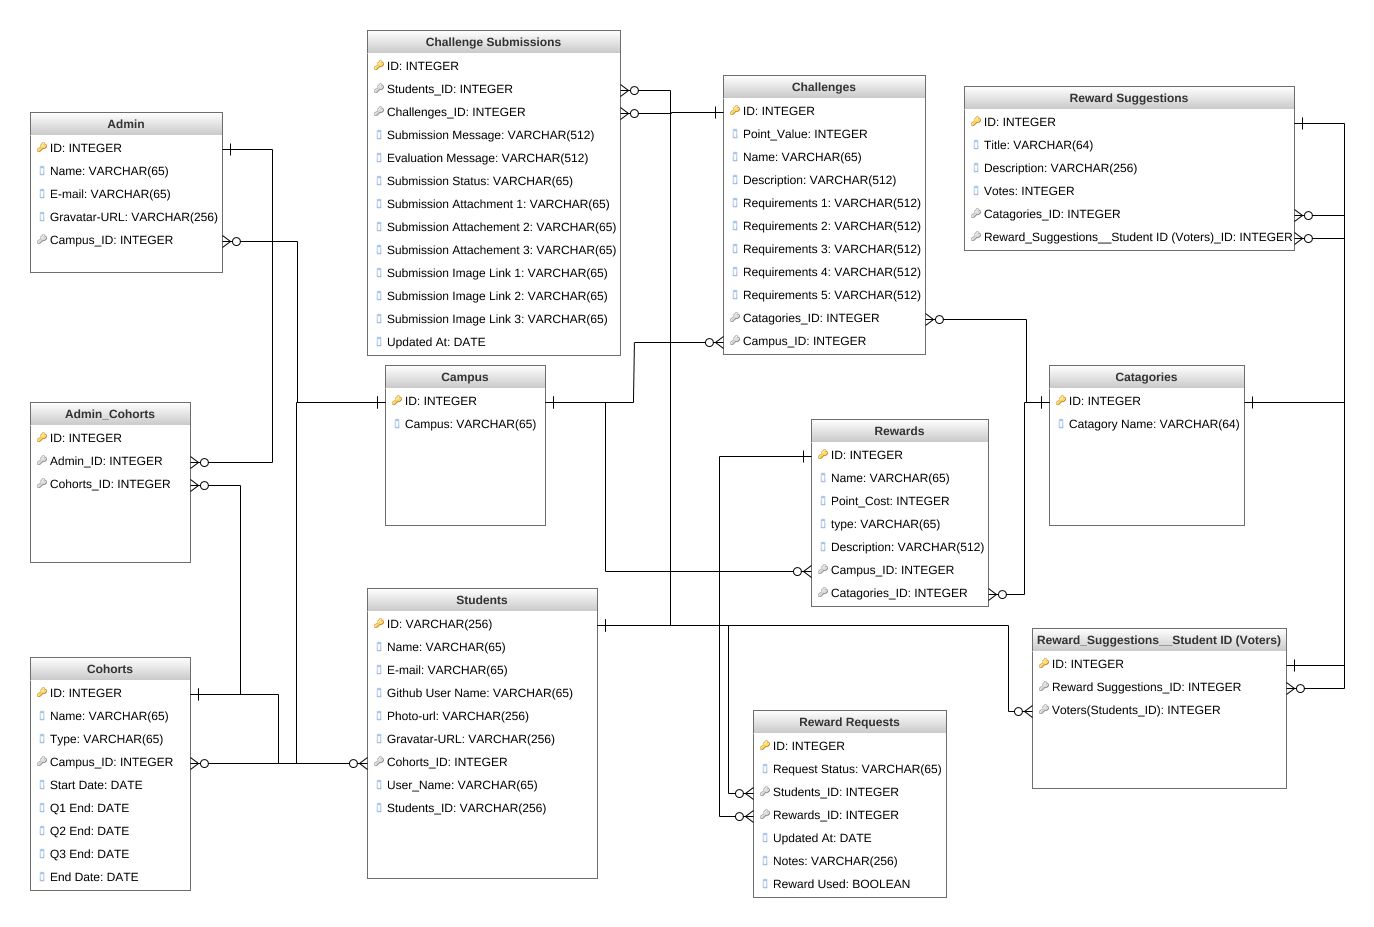 Challenge Submissions
ID: INTEGER
Students_ID: INTEGER
Challenges_ID: INTEGER
Submission Message: VARCHAR(512)
Evaluation Message: VARCHAR(512)
Submission Status: VARCHAR(65)
Submission Attachment 1: VARCHAR(65)
Submission Attachement 2: VARCHAR(65)
Submission Attachement 3: VARCHAR(65)
Submission Image Link 1: VARCHAR(65)
Submission Image Link 2: VARCHAR(65)
Submission Image Link 3: VARCHAR(65)
Updated At: DATE
Challenges
ID: INTEGER
Point_Value: INTEGER
Name: VARCHAR(65)
Description: VARCHAR(512)
Requirements 1: VARCHAR(512)
Requirements 2: VARCHAR(512)
Requirements 3: VARCHAR(512)
Requirements 4: VARCHAR(512)
Requirements 5: VARCHAR(512)
Catagories_ID: INTEGER
Campus_ID: INTEGER
Reward Suggestions
ID: INTEGER
Title: VARCHAR(64)
Description: VARCHAR(256)
Votes: INTEGER
Catagories_ID: INTEGER
Reward_Suggestions__Student ID (Voters)_ID: INTEGER
Admin
ID: INTEGER
Name: VARCHAR(65)
E-mail: VARCHAR(65)
Gravatar-URL: VARCHAR(256)
Campus_ID: INTEGER
Campus
ID: INTEGER
Campus: VARCHAR(65)
Catagories
ID: INTEGER
Catagory Name: VARCHAR(64)
Admin_Cohorts
ID: INTEGER
Admin_ID: INTEGER
Cohorts_ID: INTEGER
Rewards
ID: INTEGER
Name: VARCHAR(65)
Point_Cost: INTEGER
type: VARCHAR(65)
Description: VARCHAR(512)
Campus_ID: INTEGER
Catagories_ID: INTEGER
Students
ID: VARCHAR(256)
Name: VARCHAR(65)
E-mail: VARCHAR(65)
Github User Name: VARCHAR(65)
Photo-url: VARCHAR(256)
Gravatar-URL: VARCHAR(256)
Cohorts_ID: INTEGER
User_Name: VARCHAR(65)
Students_ID: VARCHAR(256)
Reward_Suggestions__Student ID (Voters)
ID: INTEGER
Reward Suggestions_ID: INTEGER
Voters(Students_ID): INTEGER
Cohorts
ID: INTEGER
Name: VARCHAR(65)
Type: VARCHAR(65)
Campus_ID: INTEGER
Start Date: DATE
Q1 End: DATE
Q2 End: DATE
Q3 End: DATE
End Date: DATE
Reward Requests
ID: INTEGER
Request Status: VARCHAR(65)
Students_ID: INTEGER
Rewards_ID: INTEGER
Updated At: DATE
Notes: VARCHAR(256)
Reward Used: BOOLEAN